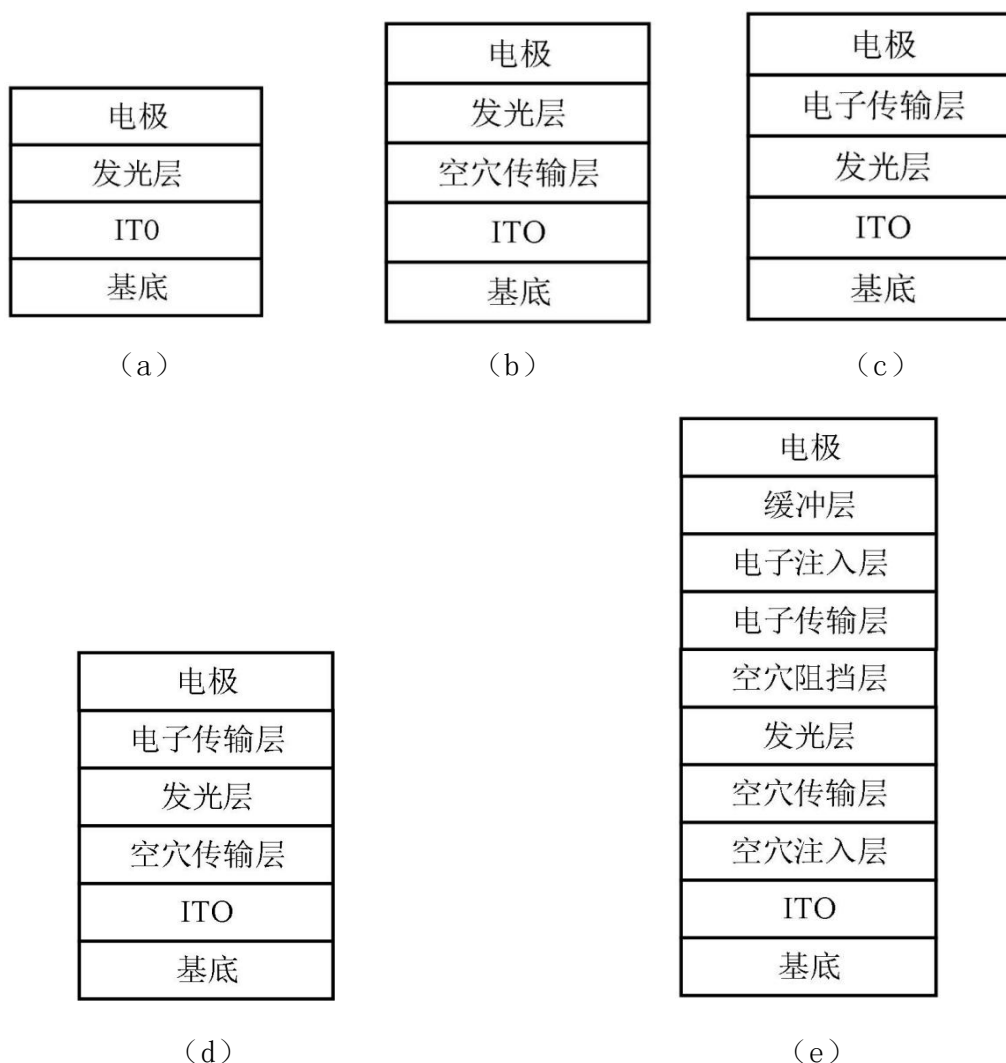 电极
发光层
IT0
基底
(a)
电极
发光层
空穴传输层
ITO
基底
(b)
电极
电子传输层
发光层
ITO
基底
(c)
电极
电子传输层
发光层
空穴传输层
ITO
基底
(d)
电极
缓冲层
电子注入层
电子传输层
空穴阻挡层
发光层
空穴传输层
空穴注入层
ITO
基底
(e)